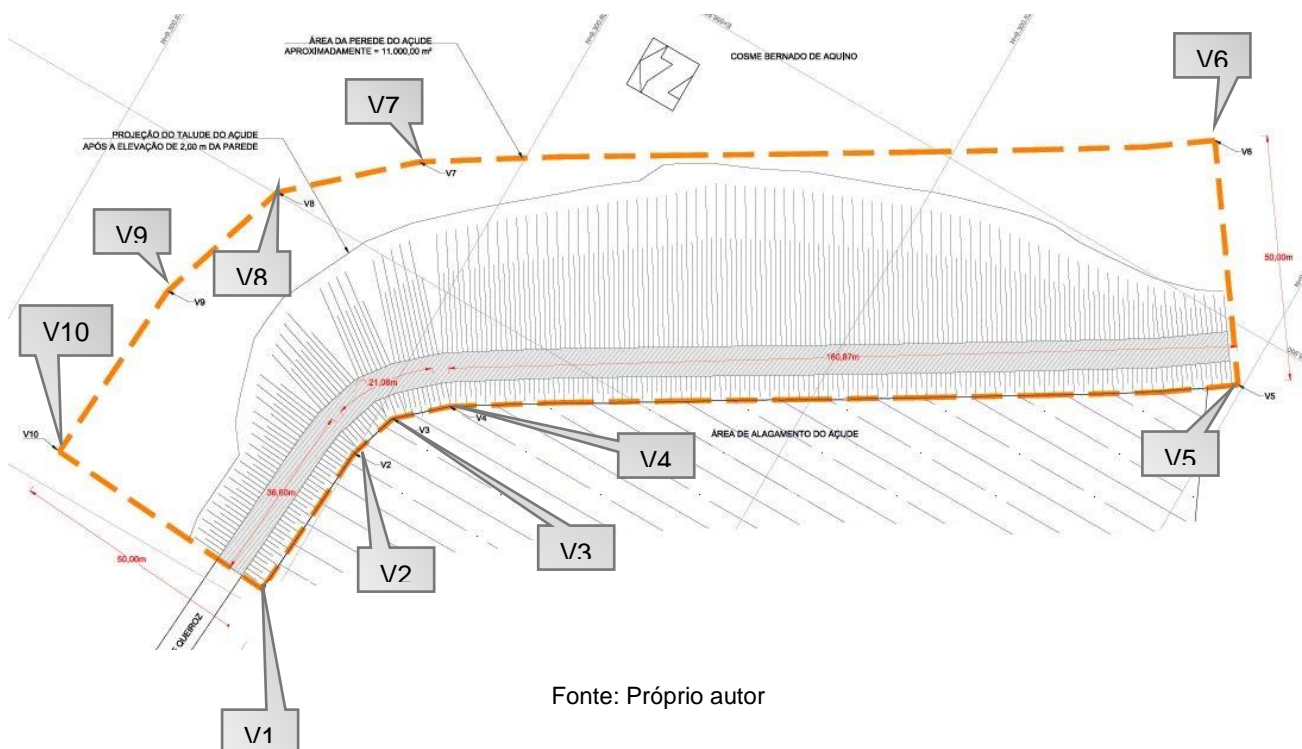 ÁREA DA PEREDE DO AÇUDE
APROXIMADAMENTE = 11.000,00 m²
COSME BERNADO DE AQUÍNO
V6
V7
PROJEÇÃO DO TALUDE DO AÇUDE
APÓS A ELEVAÇÃO DE 2,00 m DA PAREDE
V6
V7
V8
V9
V8
50,00m
V9
V10
160,87m
21,08m
V5
V4
V10
V3
ÁREA DE ALAGAMENTO DO AÇUDE
V4
V5
V2
36,80m
V3
50,00m
V2
QUEIROZ
Fonte: Próprio autor
V1